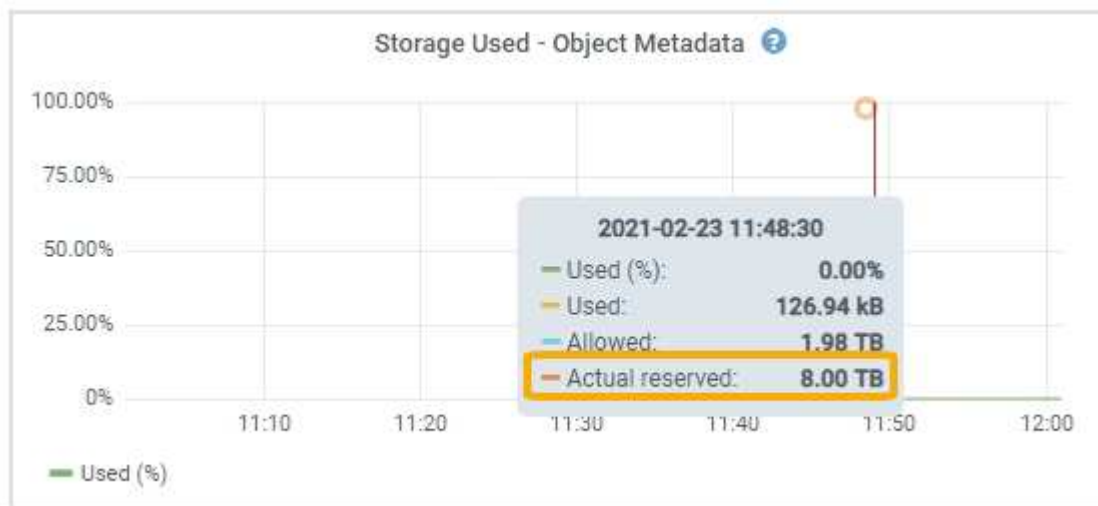 Storage Used - Object Metadata ?
100.00%
75.00%
50.00%
25.00%
0%
2021-02-23 11:48:30
Used (%): 0.00%
Used: 126.94 kB
Allowed: 1.98 TB
Actual reserved: 8.00 TB
11:10 11:20 11:30 11:40 11:50 12:00
Used (%)